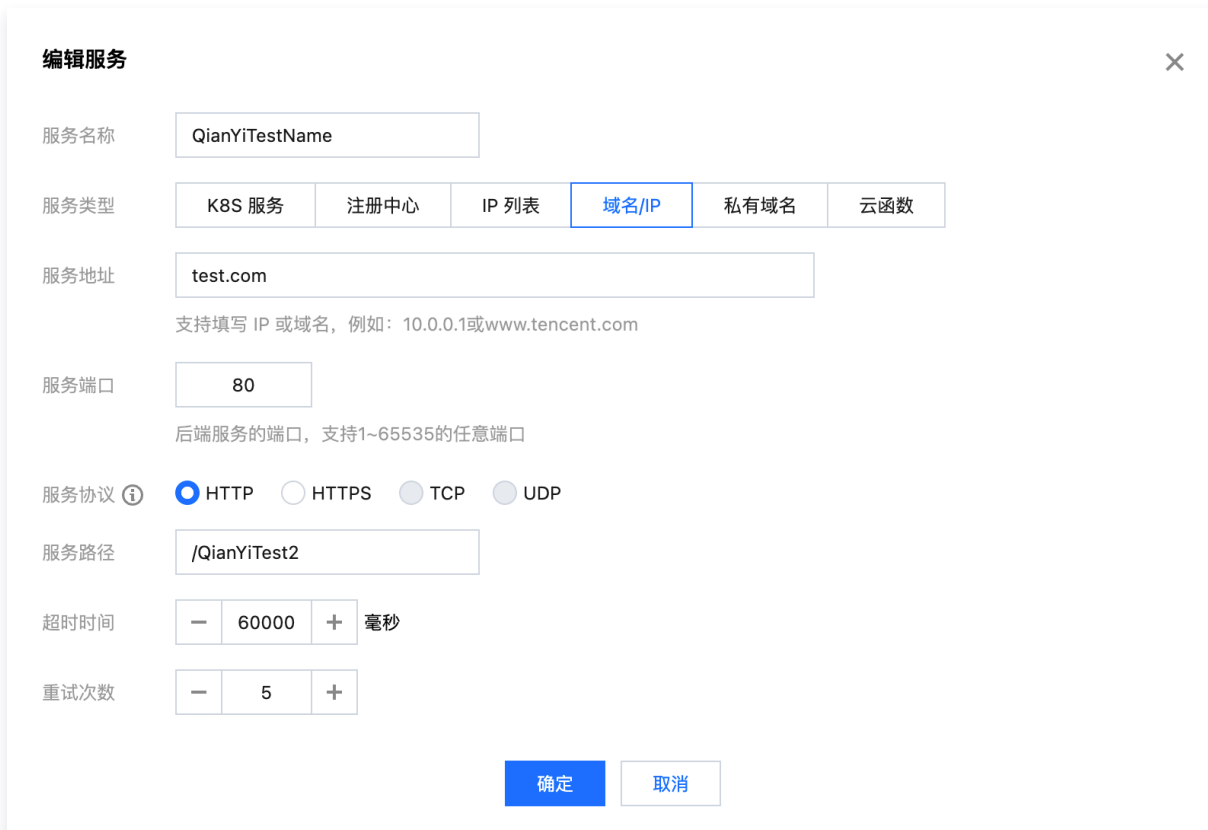 编辑服务
服务名称 QianYiTestName
服务类型 K8S 服务 注册中心 IP 列表 域名/IP 私有域名 云函数
服务地址 test.com
支持填写 IP 或域名，例如：10.0.0.1或www.tencent.com
服务端口 80
后端服务的端口，支持1~65535的任意端口
服务协议 HTTP HTTPS TCP UDP
服务路径 /QianYiTest2
超时时间 60000 毫秒
重试次数 5
确定 取消